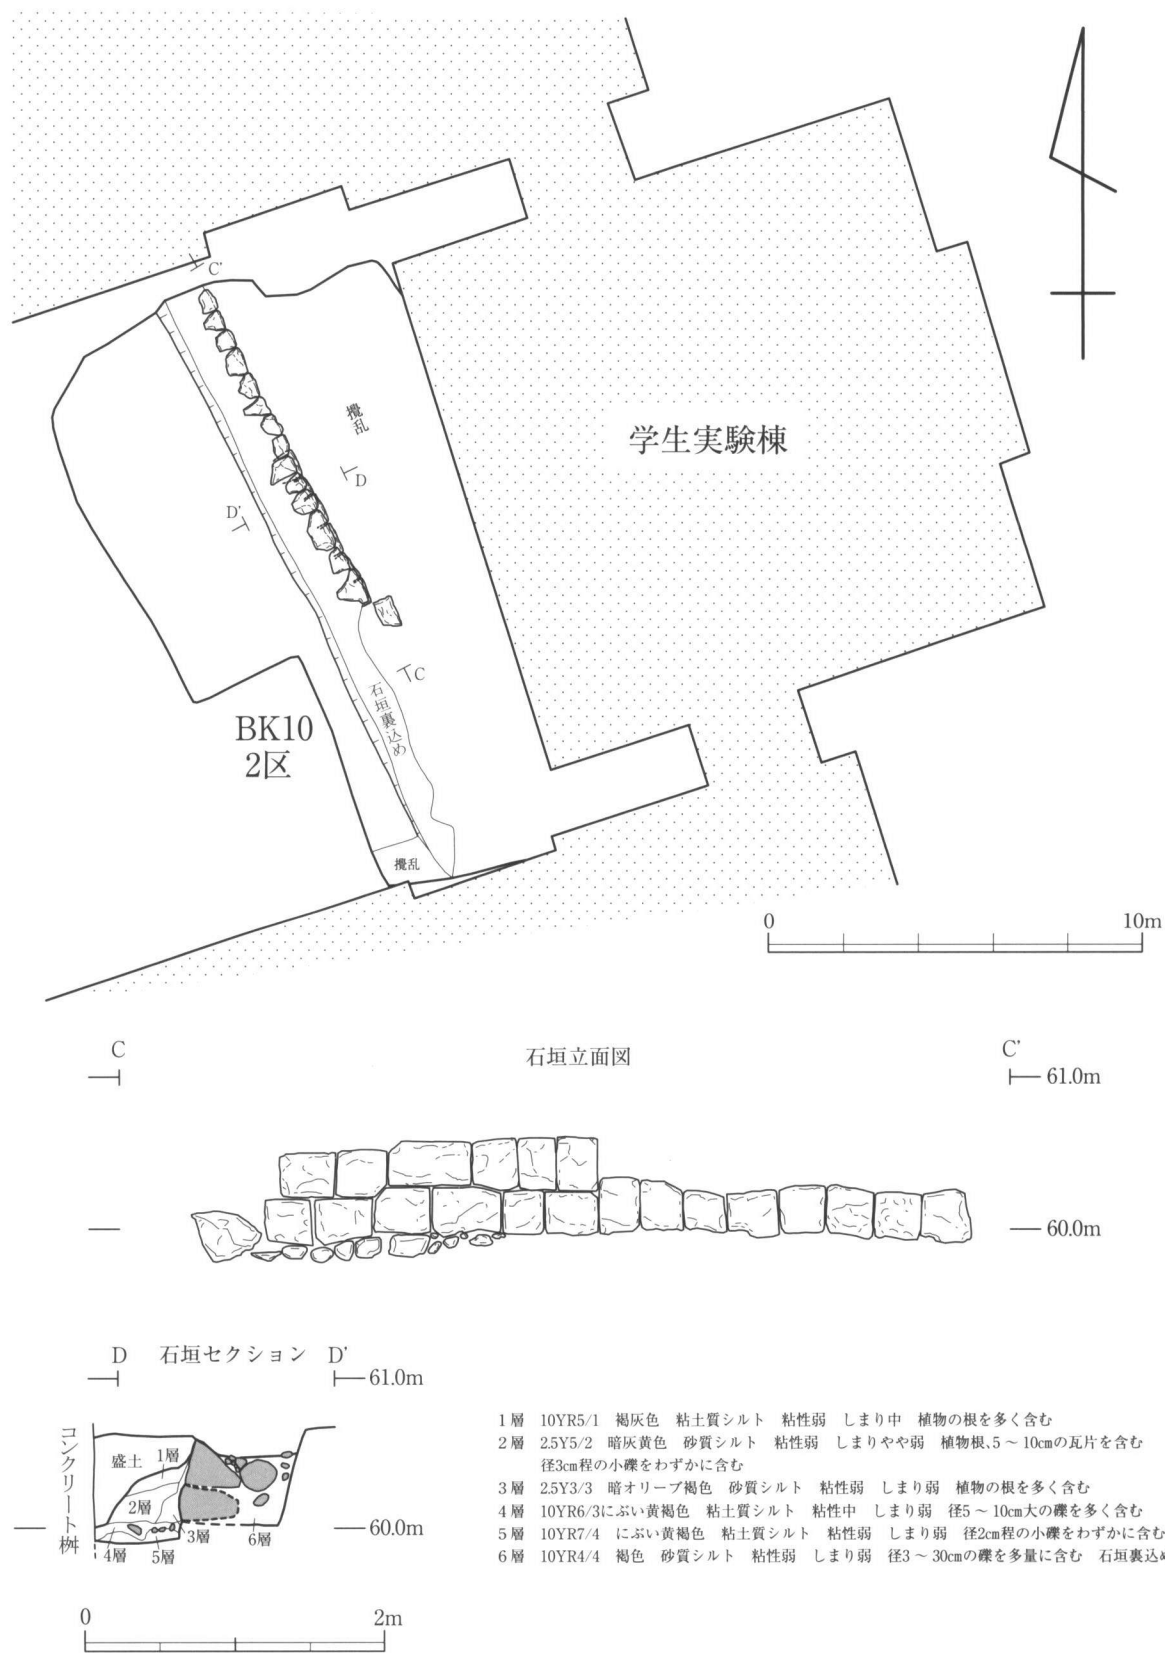 C'
攪乱
D
学生実験棟
D'
C
石垣裏込め
BK10
2区
攪乱
0 10m
C 石垣立面図 C'
61.0m
60.0m
D 石垣セクション D'
61.0m
コンクリート桝
盛土
1層
2層
3層
4層
5層
6層
60.0m
0 2m
1層 10YR5/1 褐灰色 粘土質シルト 粘性弱 しまり中 植物の根を多く含む
2層 2.5Y5/2 暗灰黄色 砂質シルト 粘性弱 しまりやや弱 植物根、5～10㎝の瓦片を含む
径3㎝程の小礫をわずかに含む
3層 2.5Y3/3 暗オリーブ褐色 砂質シルト 粘性弱 しまり弱 植物の根を多く含む
4層 10YR6/3にぶい黄褐色 粘土質シルト 粘性中 しまり弱 径5～10㎝大の礫を多く含む
5層 10YR7/4 にぶい黄褐色 粘土質シルト 粘性弱 しまり弱 径2㎝程の小礫をわずかに含む
6層 10YR4/4 褐色 砂質シルト 粘性弱 しまり弱 径3～30㎝の礫を多量に含む 石垣裏込め